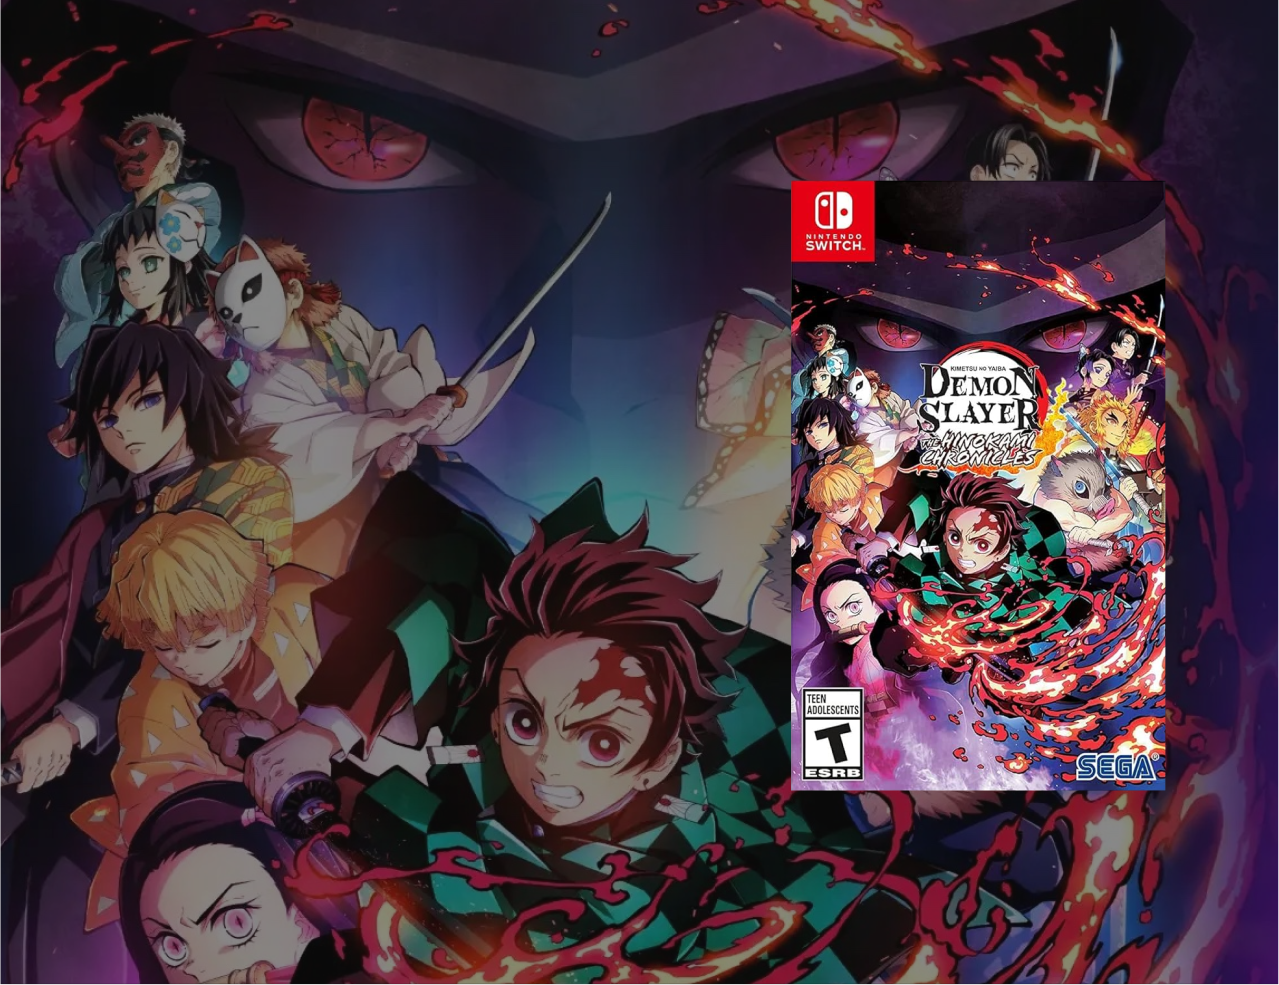 NINTENDO
SWITCH
KIMETSU NO YAIBA
DEMON
SLAYER
THE HINOKAMI
CHRONICLES
TEEN
ADOLESCENTS
T
ESRB
SEGA